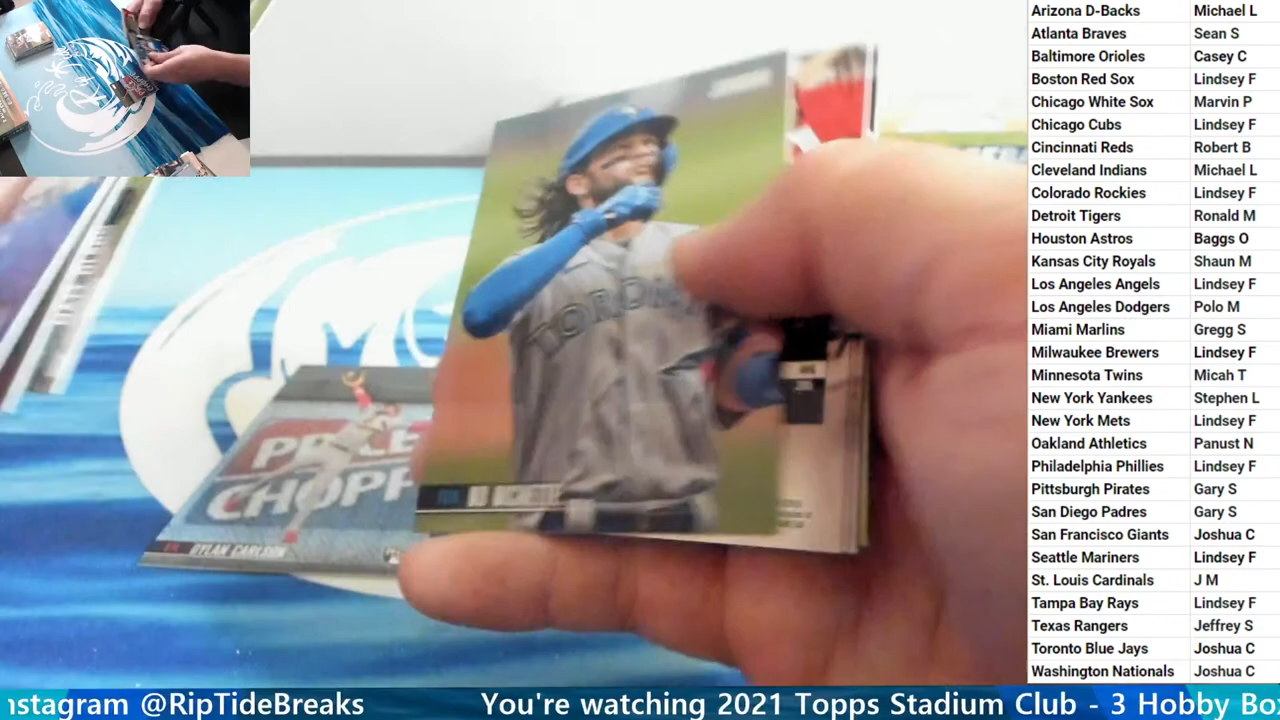 Arizona D-Backs Michael L
Atlanta Braves Sean S
Baltimore Orioles Casey C
Boston Red Sox Lindsey F
Chicago White Sox Marvin P
Chicago Cubs Lindsey F
Cincinnati Reds Robert B
Cleveland Indians Michael L
Colorado Rockies Lindsey F
Detroit Tigers Ronald M
Houston Astros Baggs O
Kansas City Royals Shaun M
Los Angeles Angels Lindsey F
Los Angeles Dodgers Polo M
Miami Marlins Gregg S
Milwaukee Brewers Lindsey F
Minnesota Twins Micah T
New York Yankees Stephen L
New York Mets Lindsey F
Oakland Athletics Panust N
Philadelphia Phillies Lindsey F
Pittsburgh Pirates Gary S
San Diego Padres Gary S
San Francisco Giants Joshua C
Seattle Mariners Lindsey F
St. Louis Cardinals J M
Tampa Bay Rays Lindsey F
Texas Rangers Jeffrey S
Toronto Blue Jays Joshua C
Washington Nationals Joshua C
TORON
PRICE
CHOPP
DYLAN CARLSON
nstagram @RipTideBreaks You're watching 2021 Topps Stadium Club - 3 Hobby Bo